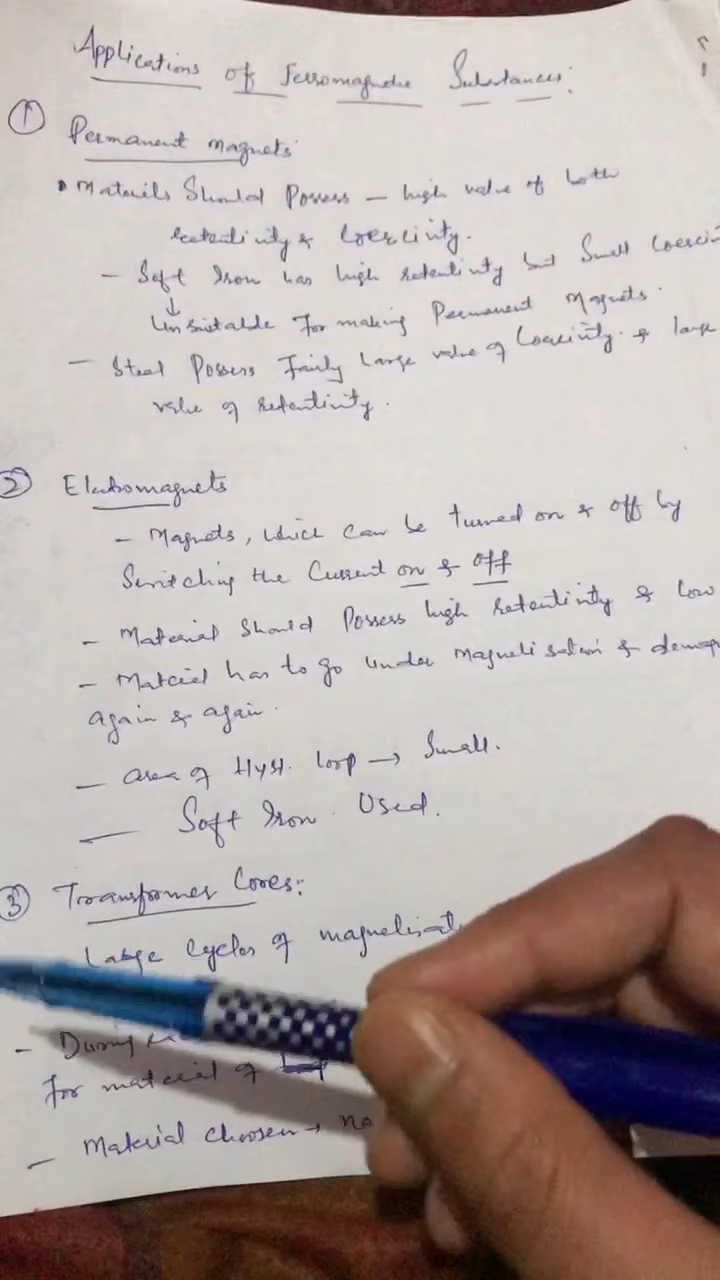 Applications of Ferromagnetic Substances:
① Permanent Magnets
• Materials Should Possess – high value of both
retentivity & Coercivity.
– Soft Iron has high retentivity but Small Coerci
↓
Unsuitable For making Permanent Magnets.
– Steel Possess Fairly Large value of Coercivity & large
value of retentivity.
② Electromagnets
– Magnets, which can be turned on & off by
Switching the Current on & off
– Material Should Possess high retentivity & low
– Material has to go under magnetisation & demag
again & again.
– area of Hyst. loop → Small.
– Soft Iron Used.
③ Transformer Cores:
Large Cycles of magnetisat
– During
For material of
– Material choosen →